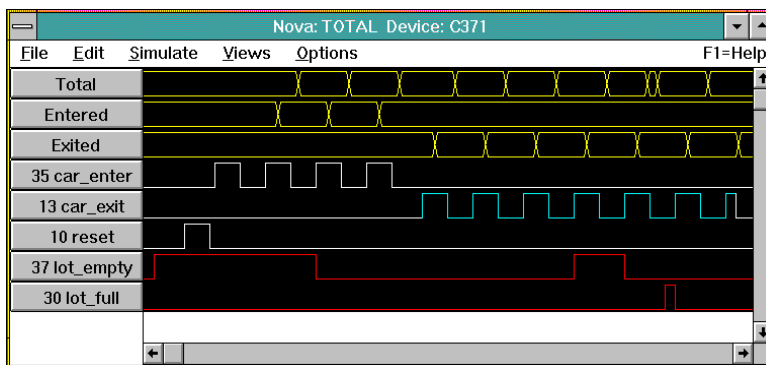 Nova: TOTAL Device: C371
File Edit Simulate Views Options F1=Help
Total
Entered
Exited
35 car_enter
13 car_exit
10 reset
37 lot_empty
30 lot_full